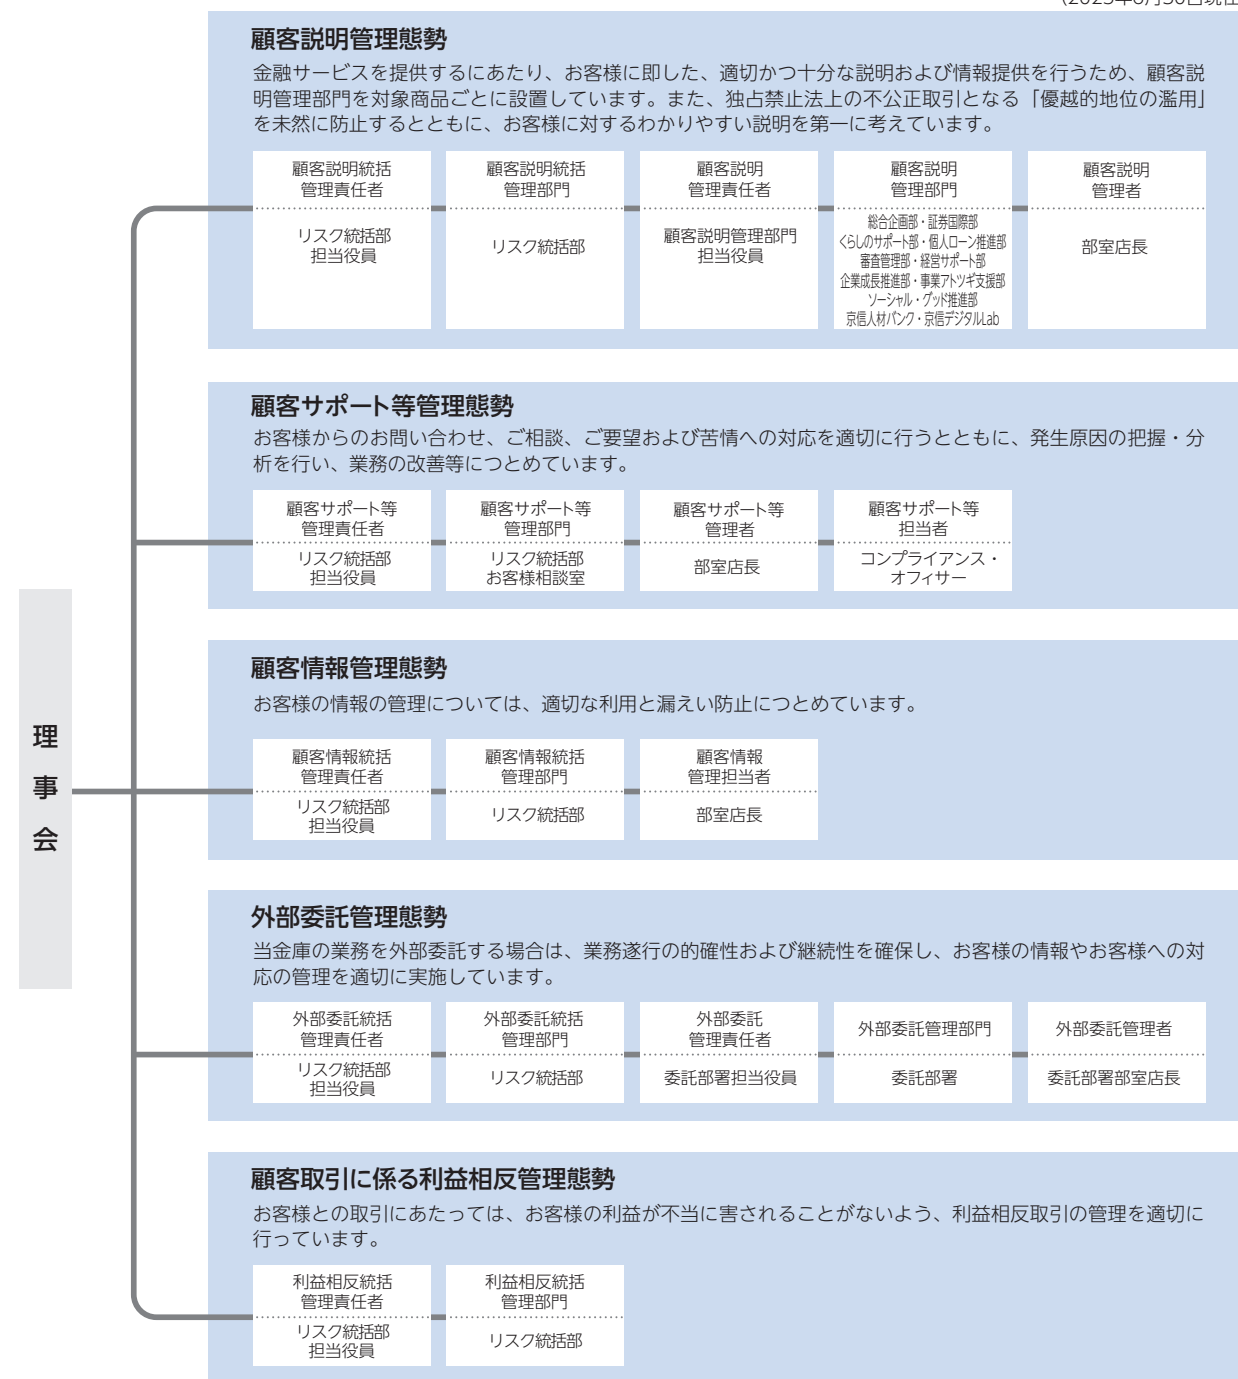 顧客説明管理態勢
金融サービスを提供するにあたり、お客様に即した、適切かつ十分な説明および情報提供を行うため、顧客説
明管理部門を対象商品ごとに設置しています。また、独占禁止法上の不公正取引となる「優越的地位の濫用」
を未然に防止するとともに、お客様に対するわかりやすい説明を第一に考えています。
顧客説明統括
管理責任者
リスク統括部
担当役員
顧客説明統括
管理部門
リスク統括部
顧客説明
管理責任者
顧客説明管理部門
担当役員
顧客説明
管理部門
総合企画部・証券国際部
くらしのサポート部・個人ローン推進部
審査管理部・経営サポート部
企業成長推進部・事業アトツギ支援部
ソーシャル・グッド推進部
京信人材バンク・京信デジタルLab
顧客説明
管理者
部室店長
顧客サポート等管理態勢
お客様からのお問い合わせ、ご相談、ご要望および苦情への対応を適切に行うとともに、発生原因の把握・分
析を行い、業務の改善等につとめています。
顧客サポート等
管理責任者
リスク統括部
担当役員
顧客サポート等
管理部門
リスク統括部
お客様相談室
顧客サポート等
管理者
部室店長
顧客サポート等
担当者
コンプライアンス・
オフィサー
理事会
顧客情報管理態勢
お客様の情報の管理については、適切な利用と漏えい防止につとめています。
顧客情報統括
管理責任者
リスク統括部
担当役員
顧客情報統括
管理部門
リスク統括部
顧客情報
管理担当者
部室店長
外部委託管理態勢
当金庫の業務を外部委託する場合は、業務遂行の的確性および継続性を確保し、お客様の情報やお客様への対
応の管理を適切に実施しています。
外部委託統括
管理責任者
リスク統括部
担当役員
外部委託統括
管理部門
リスク統括部
外部委託
管理責任者
委託部署担当役員
外部委託管理部門
委託部署
外部委託管理者
委託部署部室店長
顧客取引に係る利益相反管理態勢
お客様との取引にあたっては、お客様の利益が不当に害されることがないよう、利益相反取引の管理を適切に
行っています。
利益相反統括
管理責任者
リスク統括部
担当役員
利益相反統括
管理部門
リスク統括部